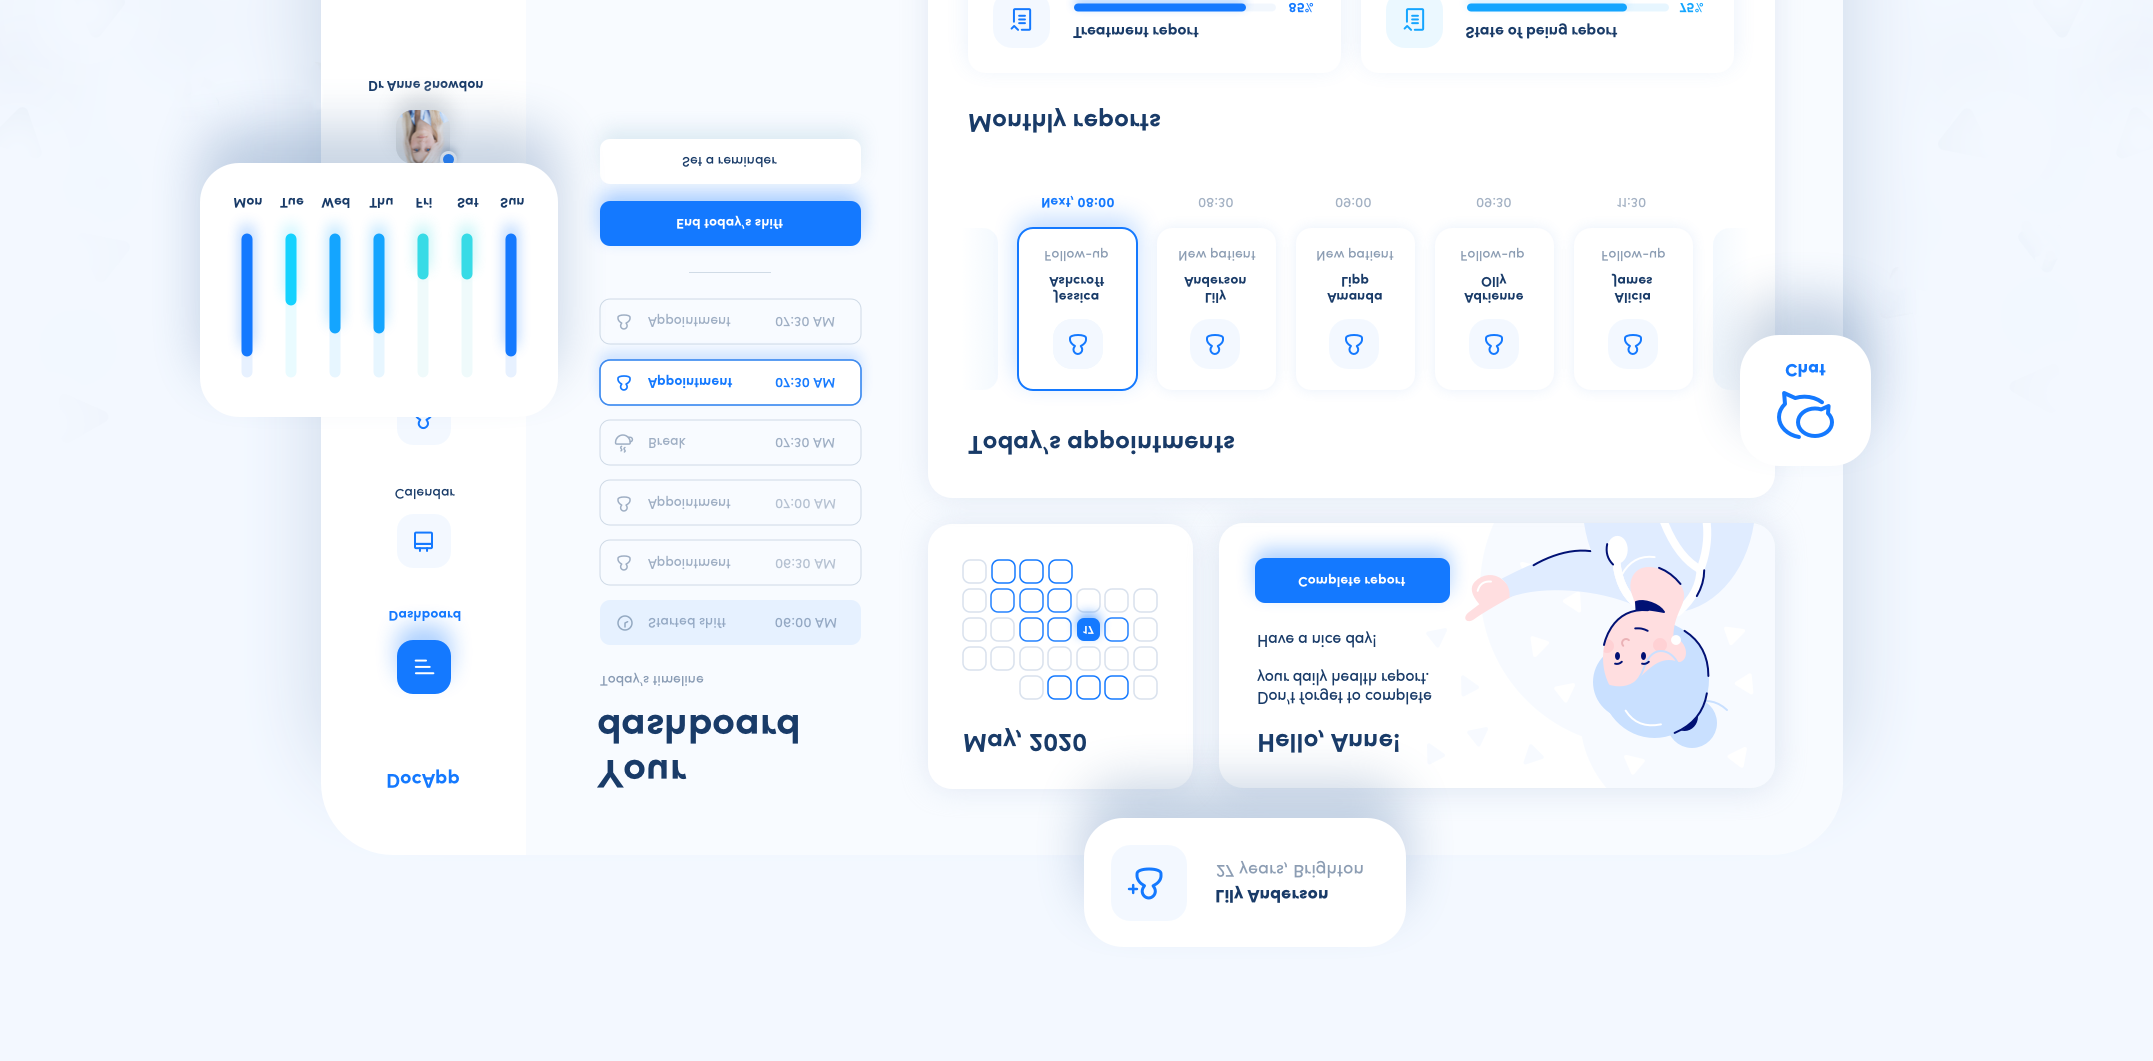 Lily Anderson
27 years, Brighton
DocApp
Dashboard
Calendar
Your
dashboard
Today's timeline
Started shift 06:00 AM
Appointment 06:30 AM
Appointment 07:00 AM
Break 07:30 AM
Appointment 07:30 AM
Appointment 07:30 AM
End today's shift
Set a reminder
May, 2020
17
Hello, Anne!
Don't forget to complete
your daily health report.
Have a nice day!
Complete report
Today's appointments
Jessica
Ashcroft
Follow-up
Next, 08:00
Lily
Anderson
New patient
08:30
Amanda
Lipp
New patient
09:00
Adrienne
Olly
Follow-up
09:30
Alicia
James
Follow-up
11:30
Chat
Monthly reports
Treatment report
85%
State of being report
75%
Mon Tue Wed Thu Fri Sat Sun
Dr Anne Snowdon